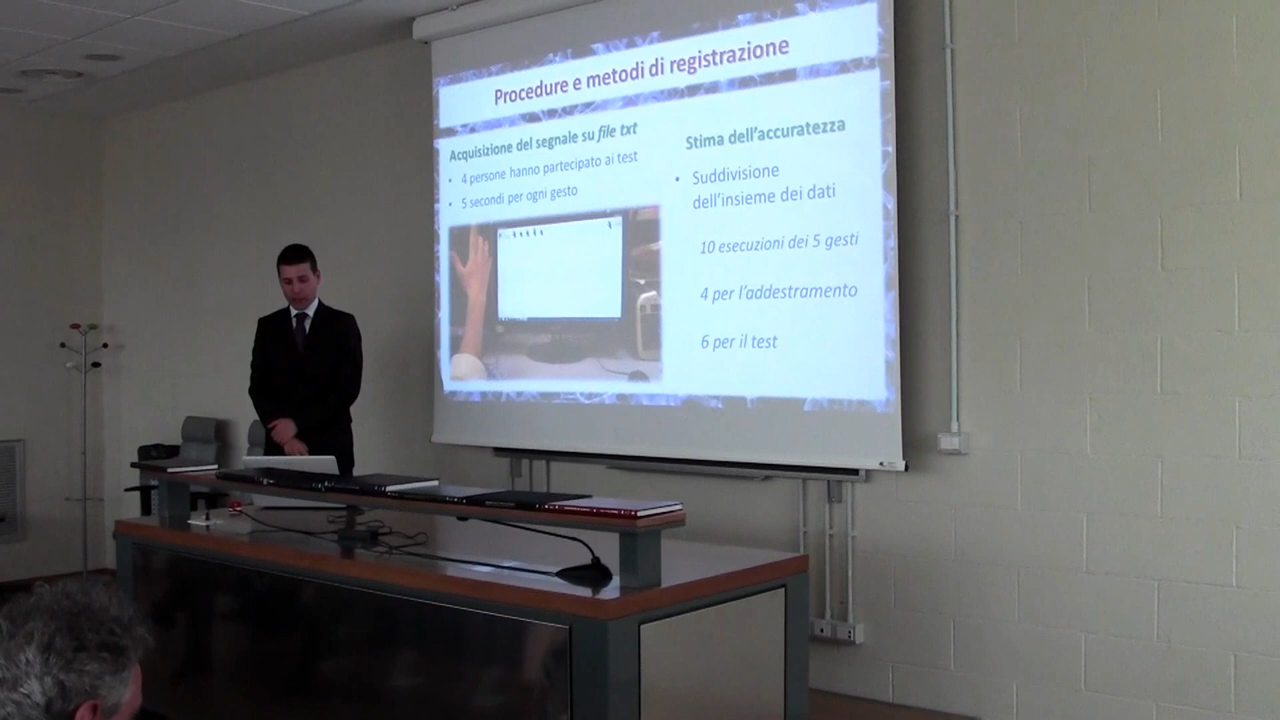 Procedure e metodi di registrazione
Acquisizione del segnale su file txt
• 4 persone hanno partecipato ai test
• 5 secondi per ogni gesto
Stima dell'accuratezza
• Suddivisione
dell'insieme dei dati
10 esecuzioni dei 5 gesti
4 per l'addestramento
6 per il test